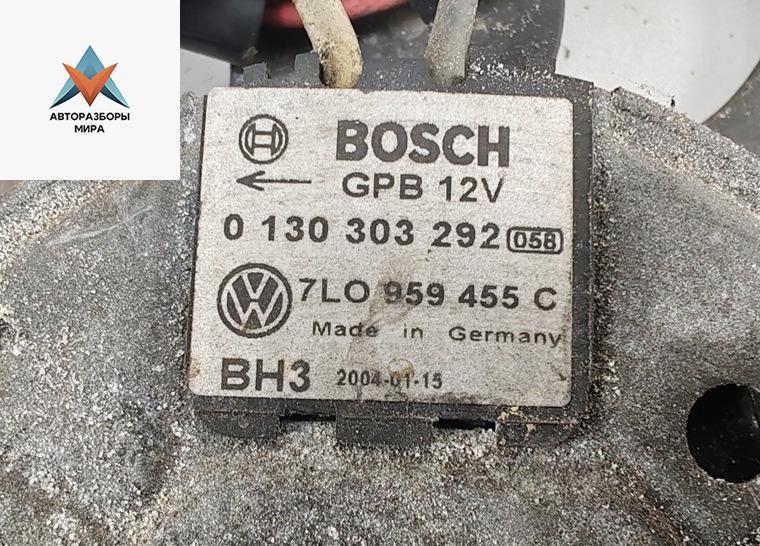 АВТОРАЗБОРЫ
МИРА
BOSCH
GPB 12V
0 130 303 292 058
7LO 959 455 C
Made in Germany
BH3 2004-01-15